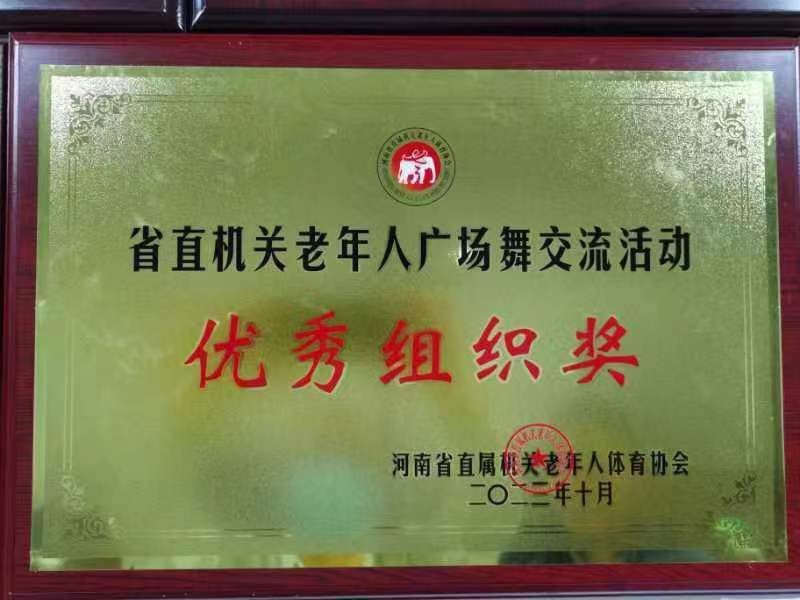 省直机关老年人广场舞交流活动
优秀组织奖
河南省直属机关老年人体育协会
二〇二二年十月